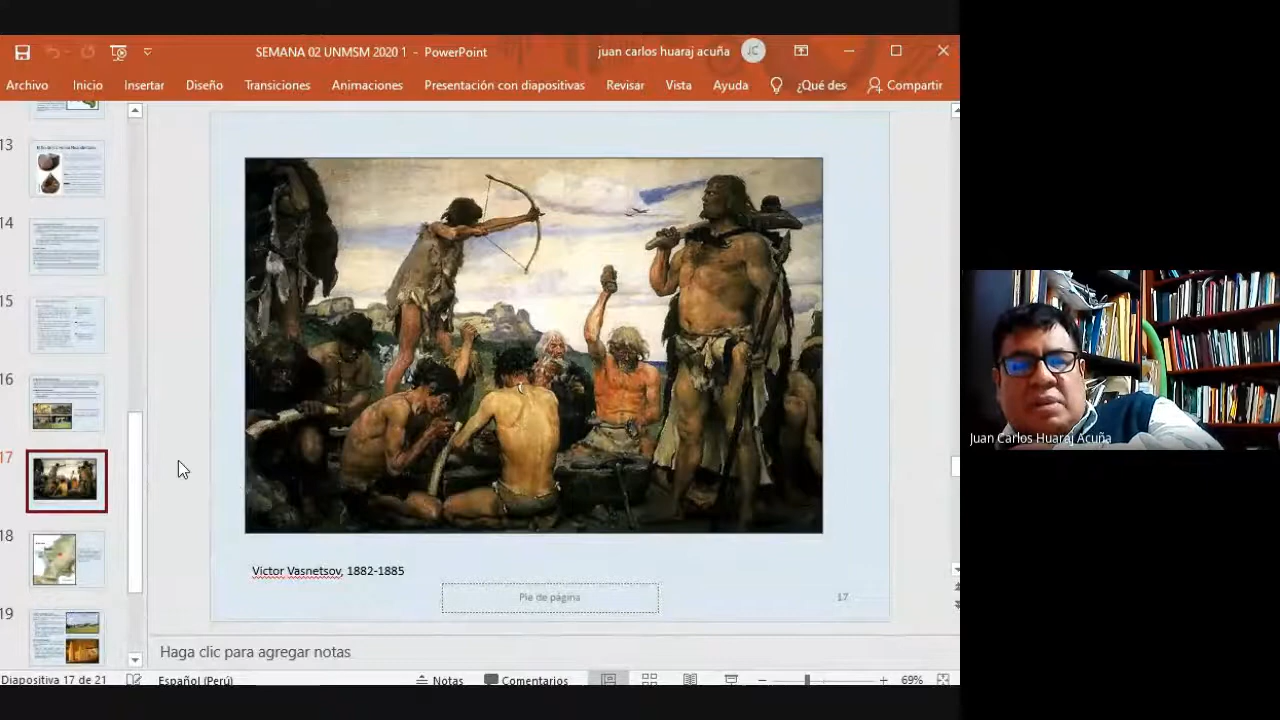 SEMANA 02 UNMSM 2020 1 - PowerPoint
juan carlos huaraj acuña
JC
Archivo
Inicio
Insertar
Diseño
Transiciones
Animaciones
Presentación con diapositivas
Revisar
Vista
Ayuda
¿Qué des
Compartir
13
14
15
16
17
18
19
Victor Vasnetsov, 1882-1885
Pie de página
17
Haga clic para agregar notas
Diapositiva 17 de 21
Español (Perú)
Notas
Comentarios
69%
Juan Carlos Huaraj Acuña